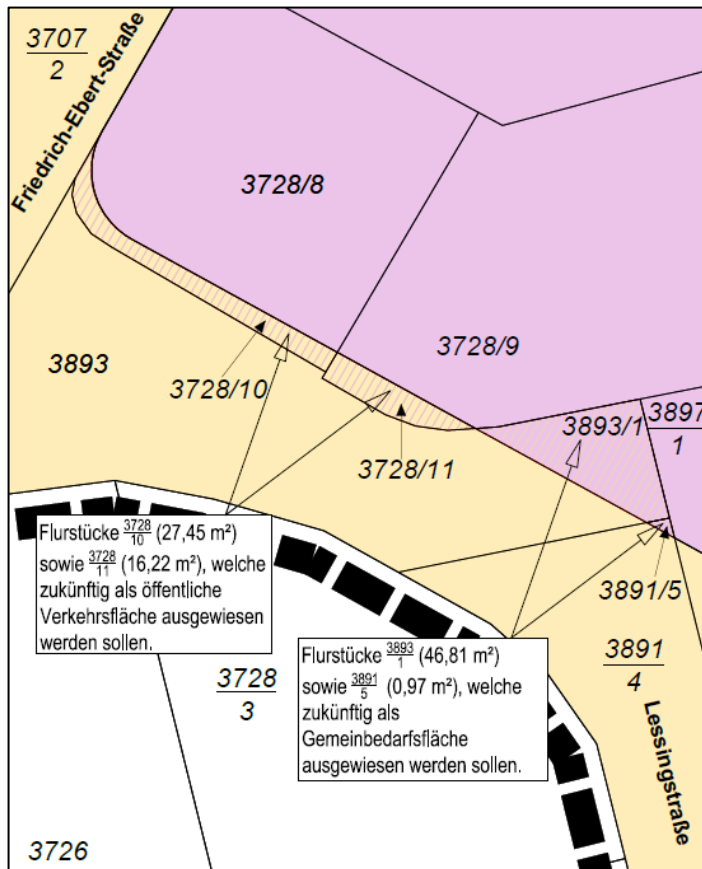 3707
2
Friedrich-Ebert-Straße
3728/8
3728/9
3893
3728/10
3893/1
3897
1
3728/11
Flurstücke 3728/10 (27,45 m²)
sowie 3728/11 (16,22 m²), welche
zukünftig als öffentliche
Verkehrsfläche ausgewiesen
werden sollen.
3891/5
Flurstücke 3893/1 (46,81 m²)
sowie 3891/5 (0,97 m²), welche
zukünftig als
Gemeinbedarfsfläche
ausgewiesen werden sollen.
3891
4
3728
3
Lessingstraße
3726